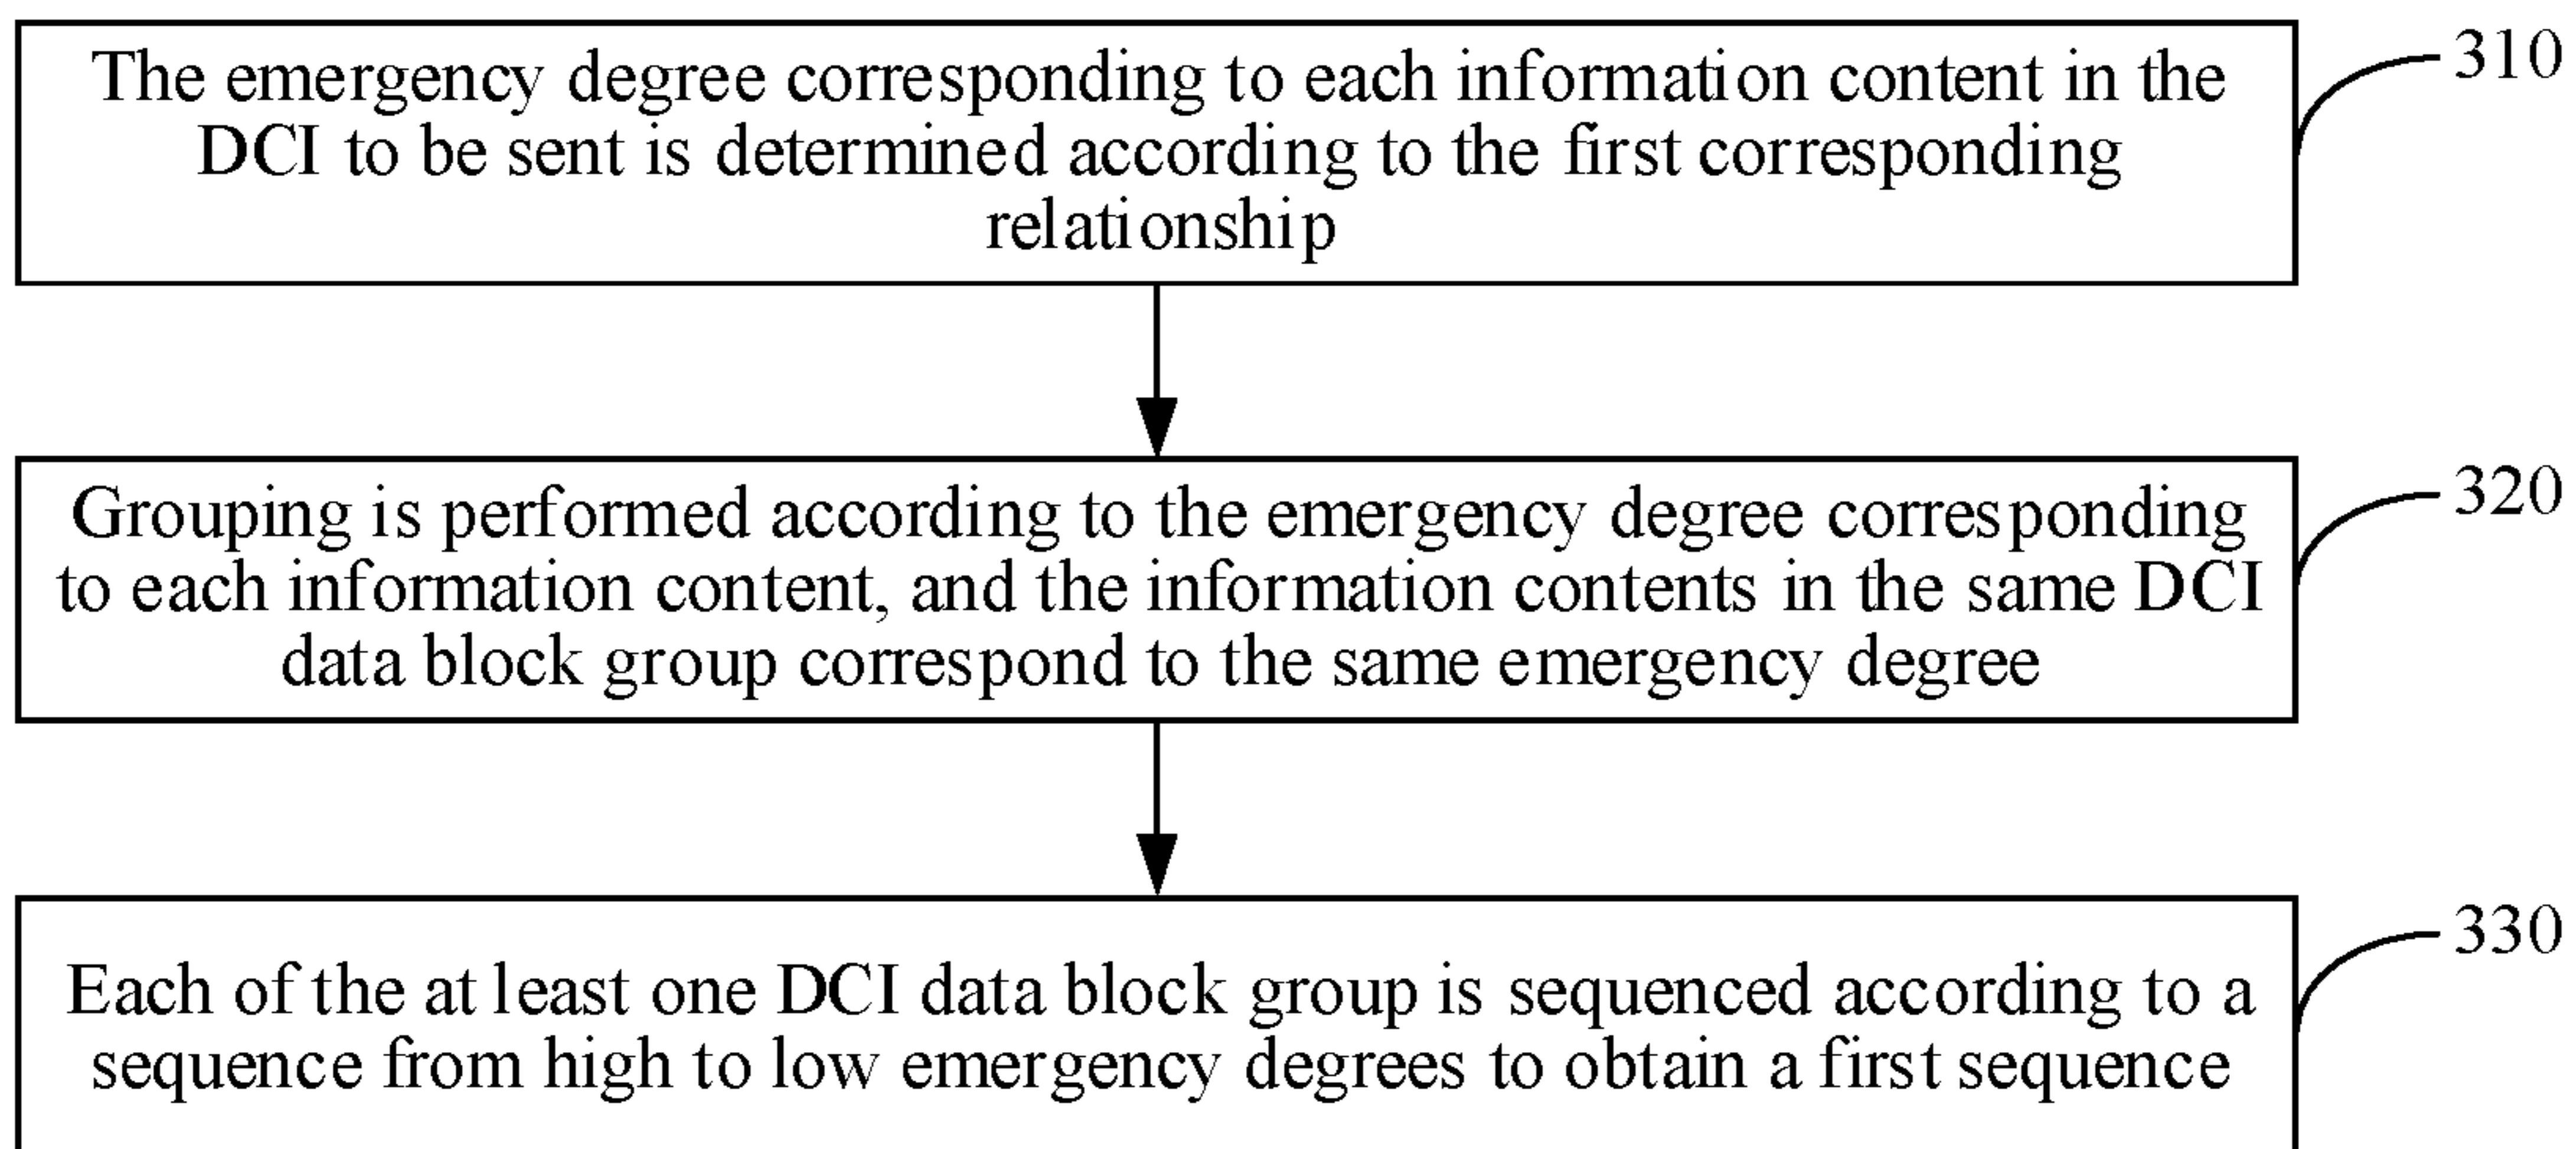 The emergency degree corresponding to each information content in the
DCI to be sent is determined according to the first corresponding
relationship
310
Grouping is performed according to the emergency degree corresponding
to each information content, and the information contents in the same DCI
data block group correspond to the same emergency degree
320
Each of the at least one DCI data block group is sequenced according to a
sequence from high to low emergency degrees to obtain a first sequence
330